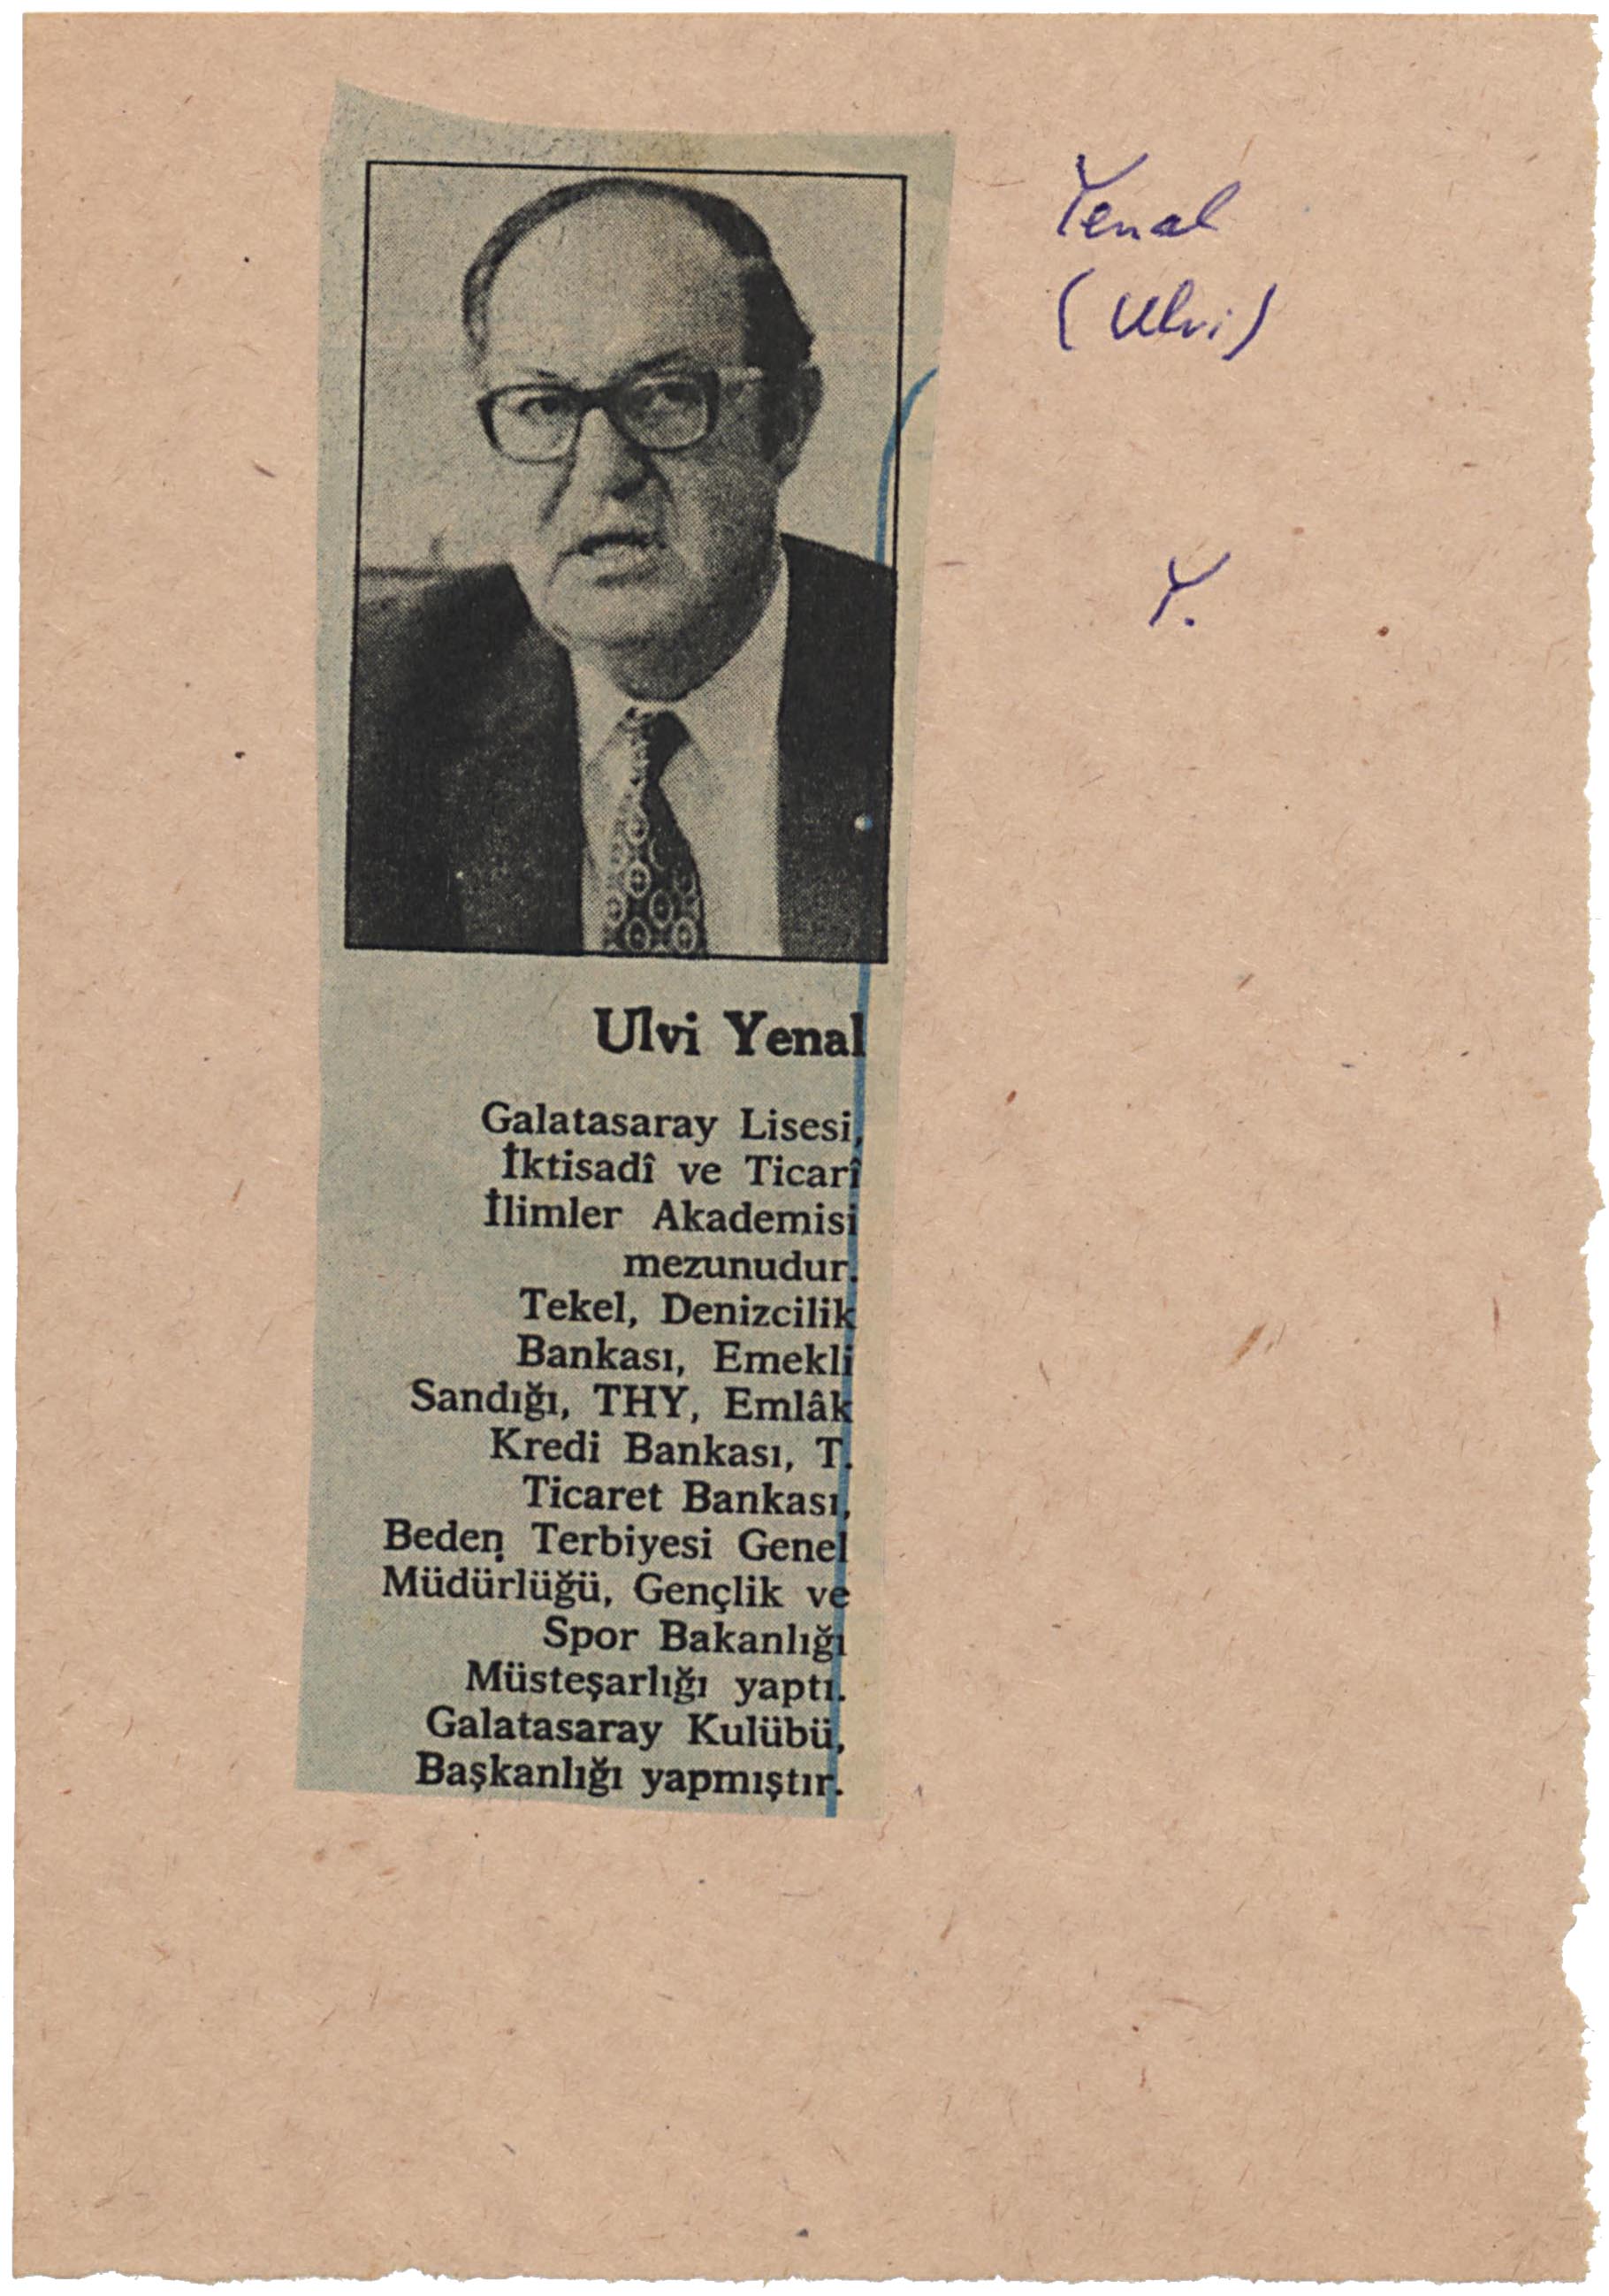 Yenal
(Ulvi)
Y.
Ulvi Yenal
Galatasaray Lisesi,
İktisadî ve Ticarî
İlimler Akademisi
mezunudur.
Tekel, Denizcilik
Bankası, Emekli
Sandığı, THY, Emlâk
Kredi Bankası, T.
Ticaret Bankası,
Beden Terbiyesi Genel
Müdürlüğü, Gençlik ve
Spor Bakanlığı
Müsteşarlığı yaptı.
Galatasaray Kulübü,
Başkanlığı yapmıştır.